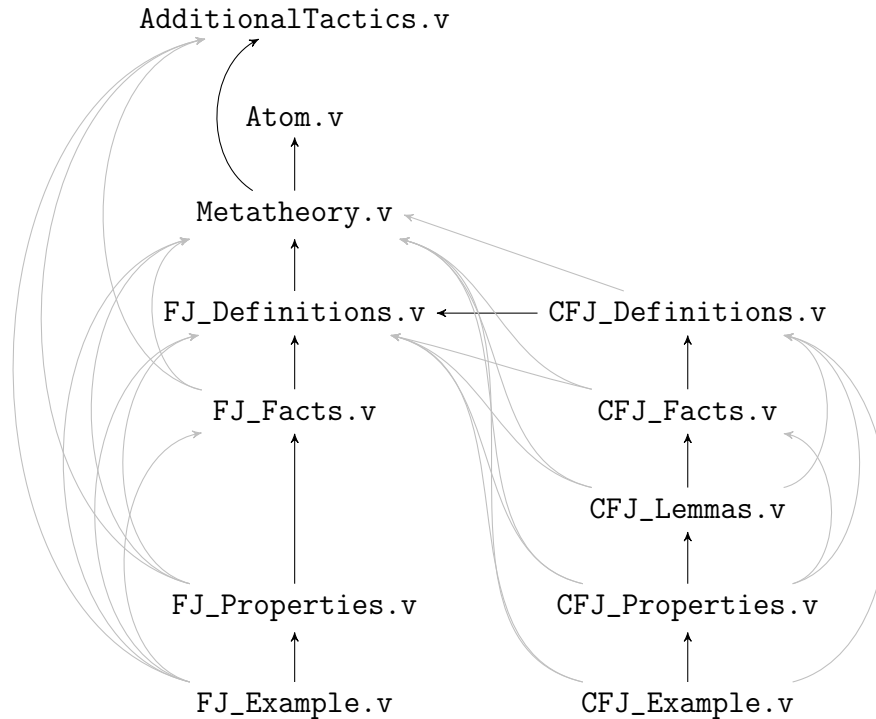 AdditionalTactics.v
Atom.v
Metatheory.v
FJ_Definitions.v
CFJ_Definitions.v
FJ_Facts.v
CFJ_Facts.v
CFJ_Lemmas.v
FJ_Properties.v
CFJ_Properties.v
FJ_Example.v
CFJ_Example.v